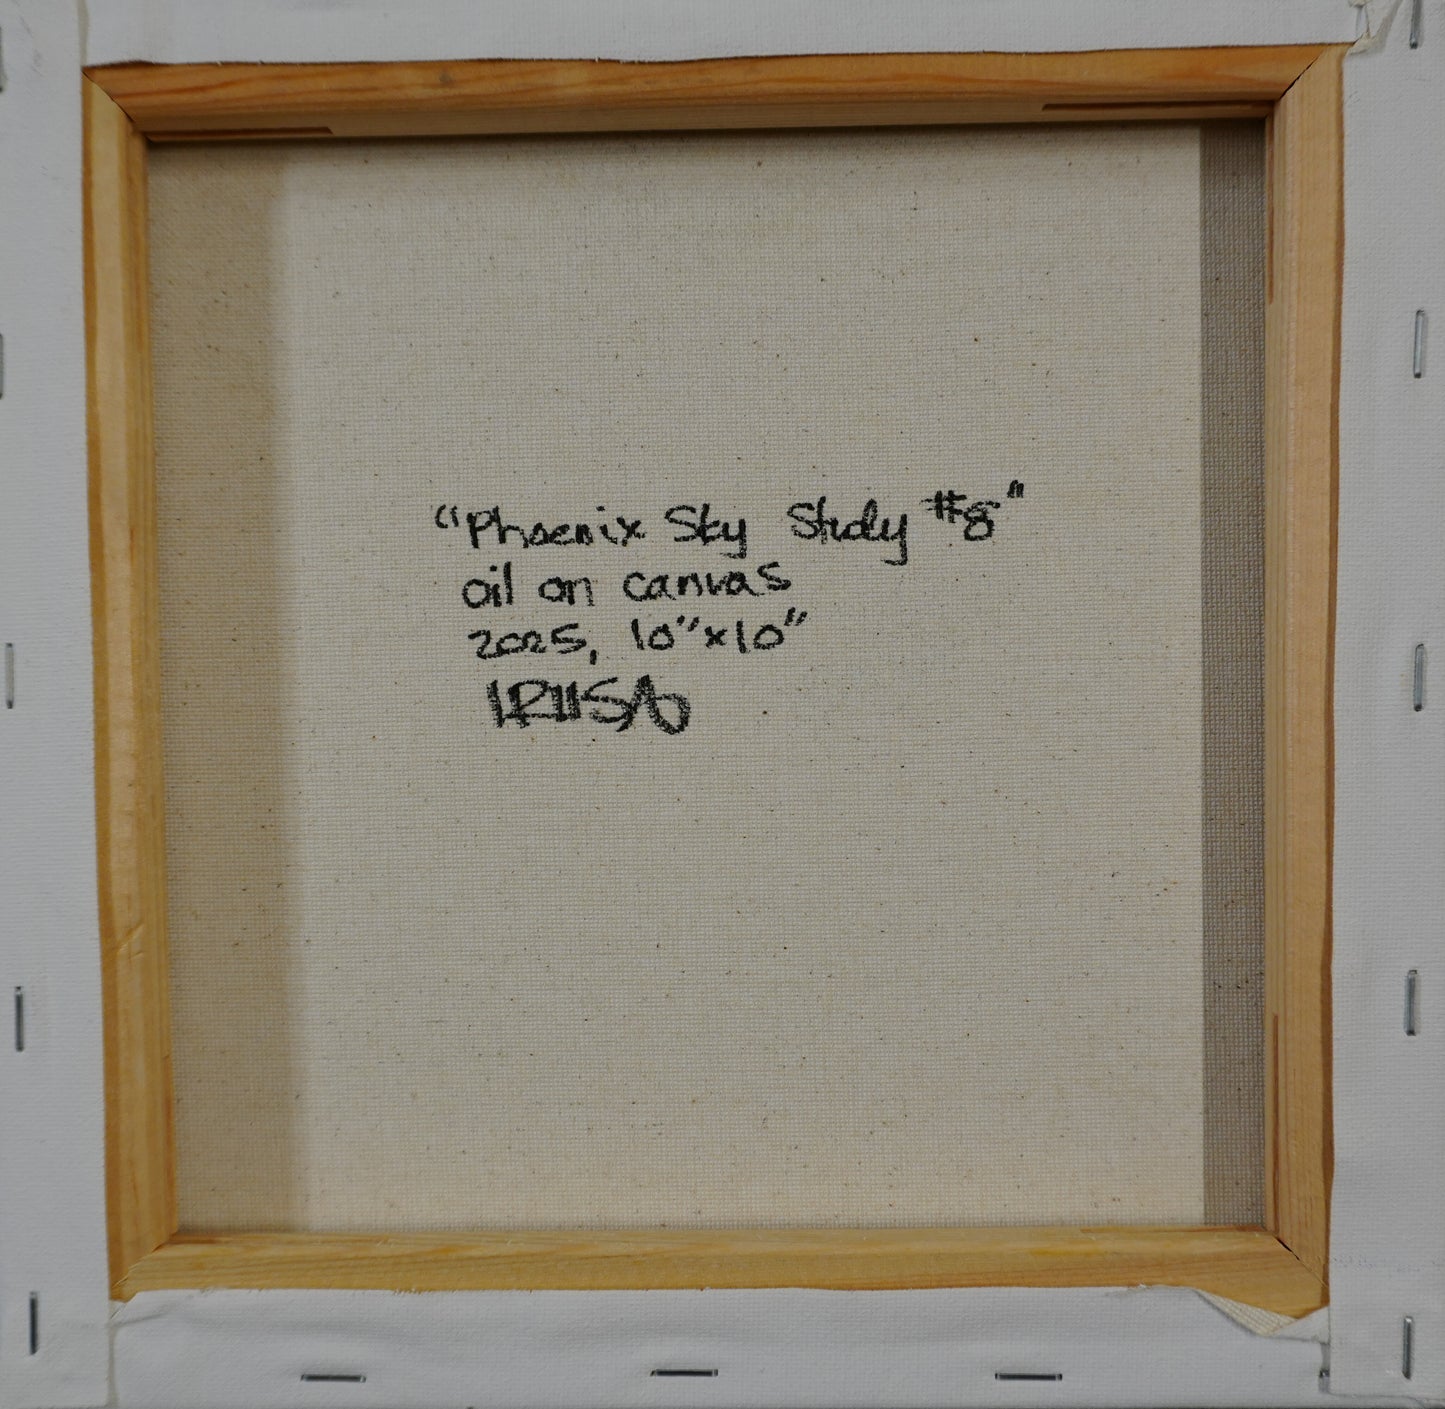 "Phoenix Sky Study #8"
oil on canvas
2025, 10"x10"